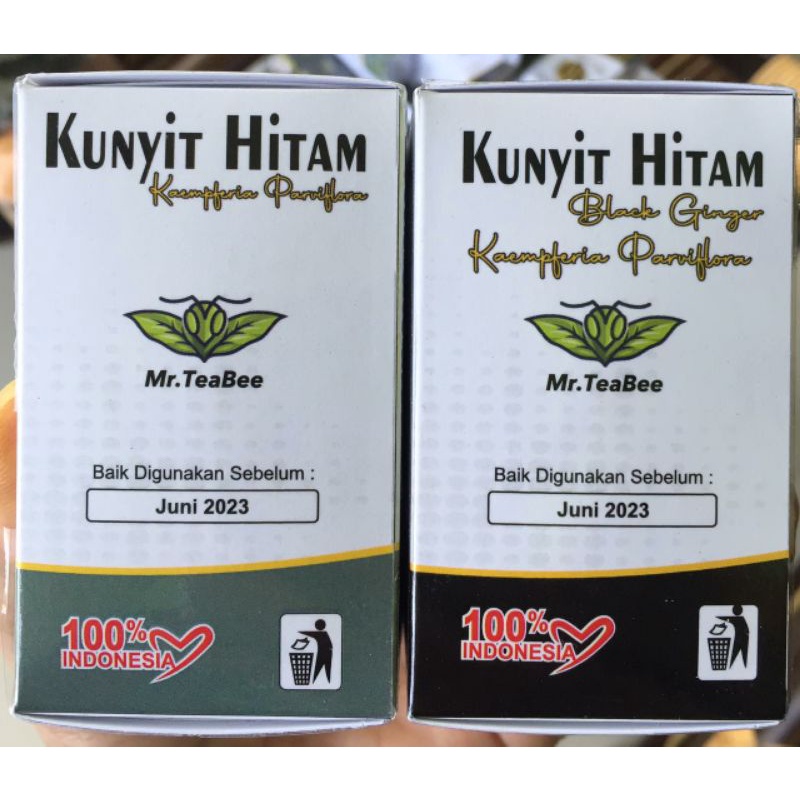 KUNYIT HITAM
Kaempferia Parviflora
Mr.TeaBee
Baik Digunakan Sebelum :
Juni 2023
100%
INDONESIA
KUNYIT HITAM
Black Ginger
Kaempferia Parviflora
Mr.TeaBee
Baik Digunakan Sebelum :
Juni 2023
100%
INDONESIA